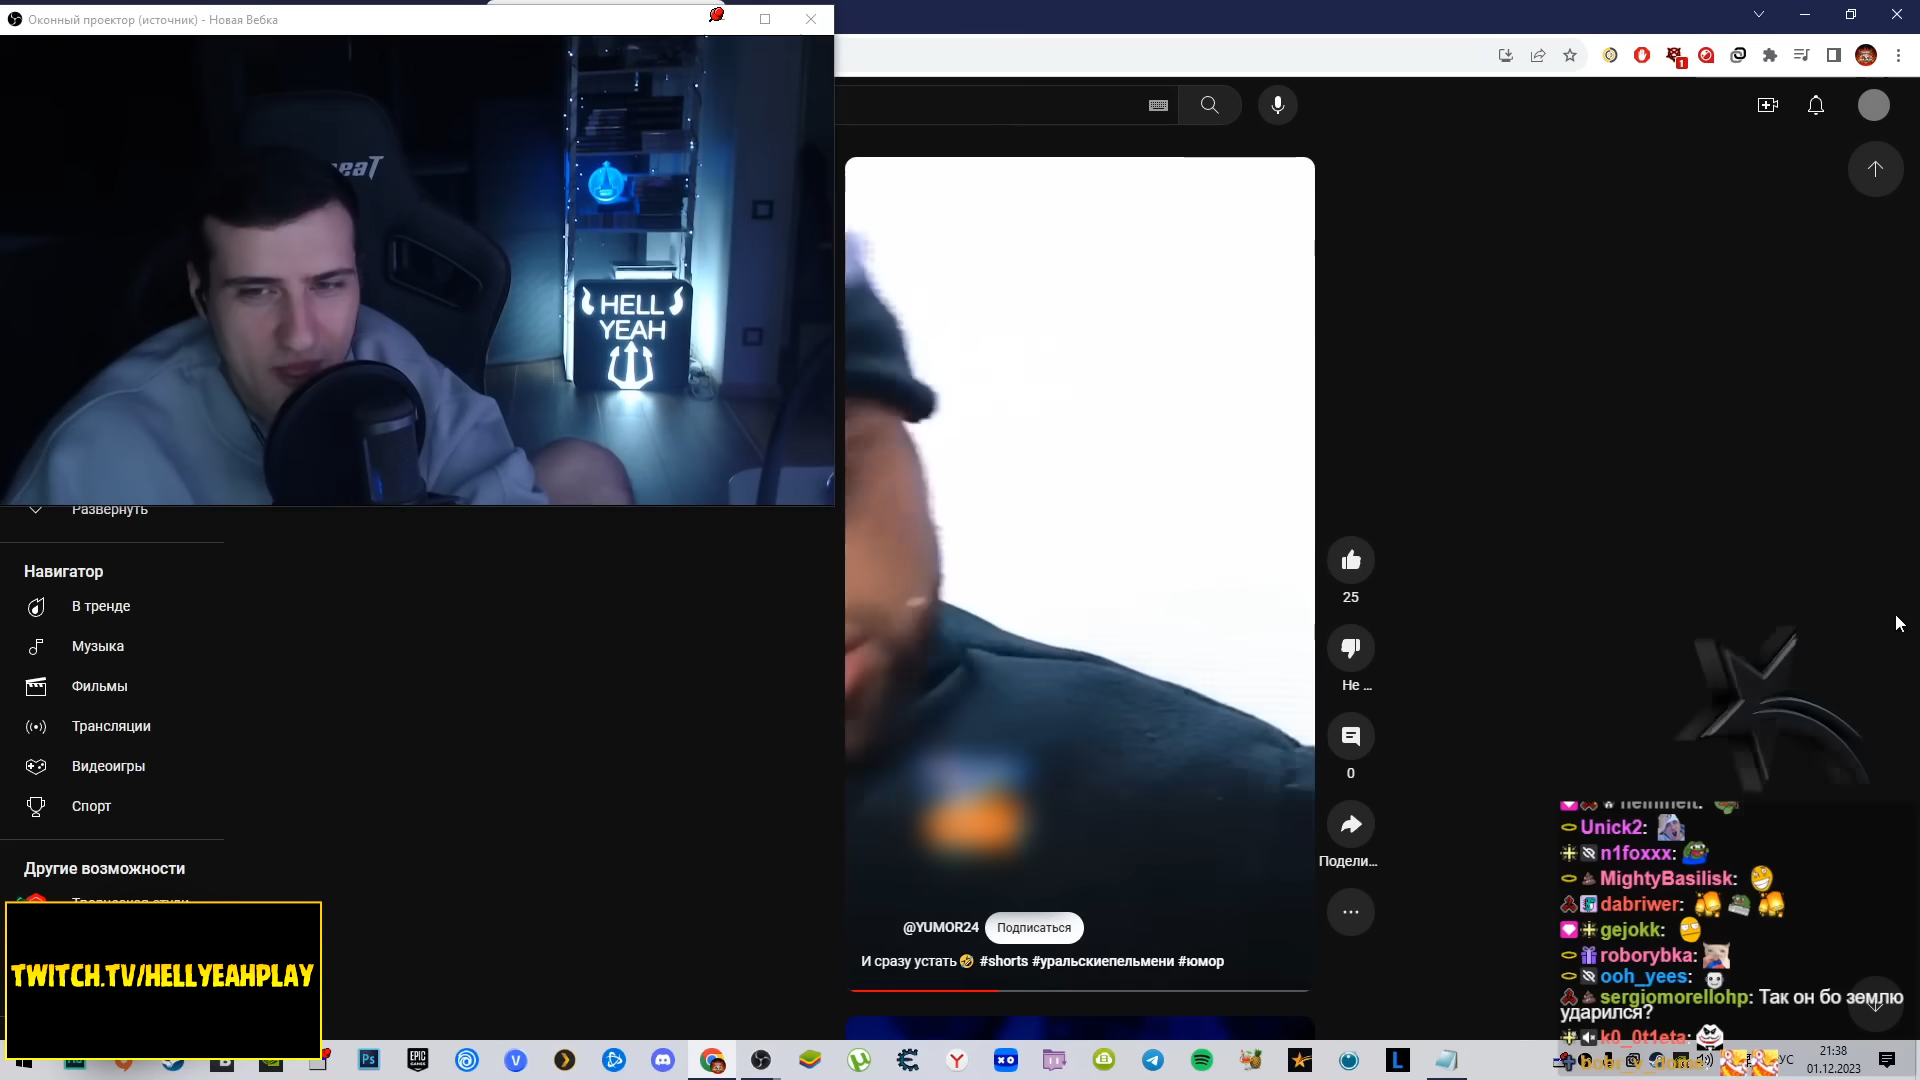 Оконный проектор (источник) - Новая Вебка
1
HELL
YEAH
Развернуть
Навигатор
В тренде
Музыка
Фильмы
Трансляции
Видеоигры
Спорт
Другие возможности
TWITCH.TV/HELLYEAHPLAY
25
Не ...
0
Подели...
@YUMOR24 Подписаться
И сразу устать #shorts #уральскиепельмени #юмор
Unick2:
n1foxxx:
MightyBasilisk:
dabriwer:
gejokk:
roborybka:
ooh_yees:
sergiomorellohp: Так он бо землю
ударился?
k0_0t1eta:
21:38
01.12.2023